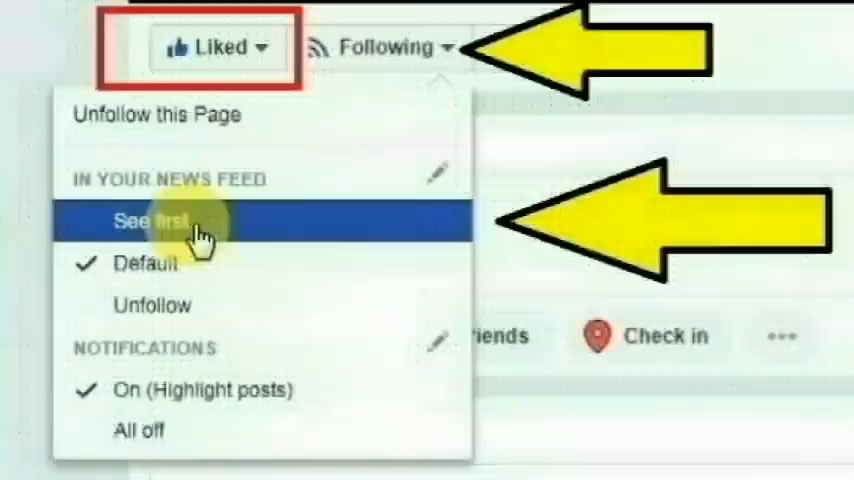 Liked
Following
Unfollow this Page
IN YOUR NEWS FEED
See first
Default
Unfollow
NOTIFICATIONS
On (Highlight posts)
All off
riends
Check in